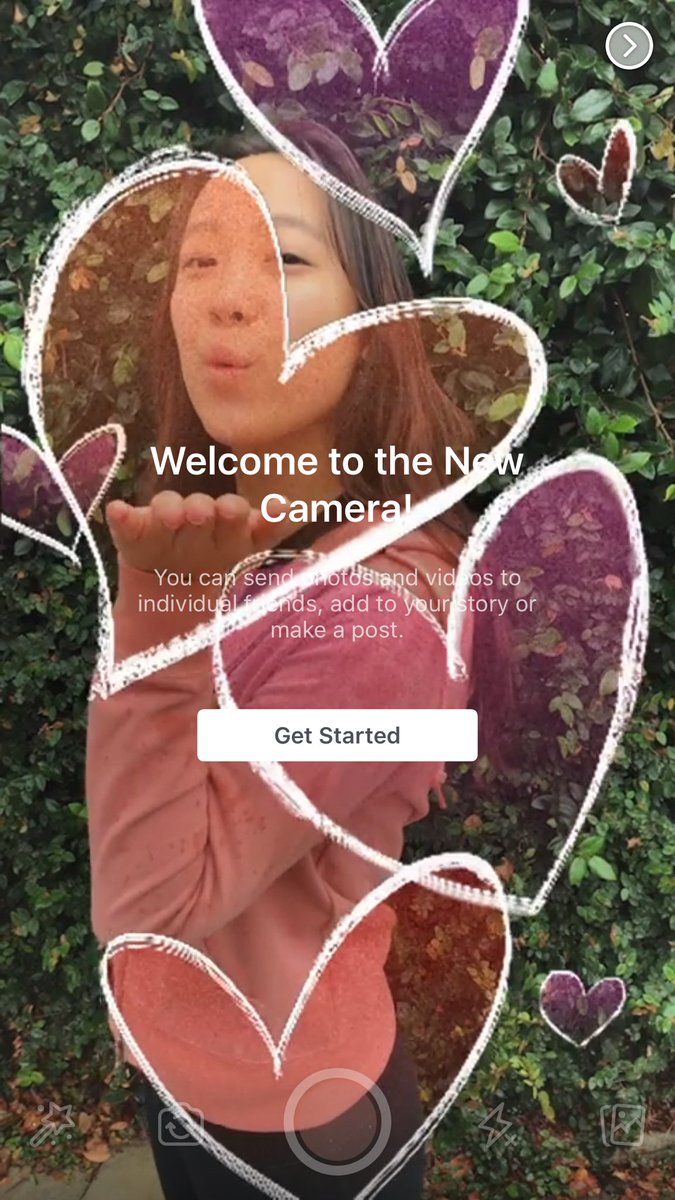 Welcome to the New
Camera!
You can send photos and videos to
individual friends, add to your story or
make a post.
Get Started